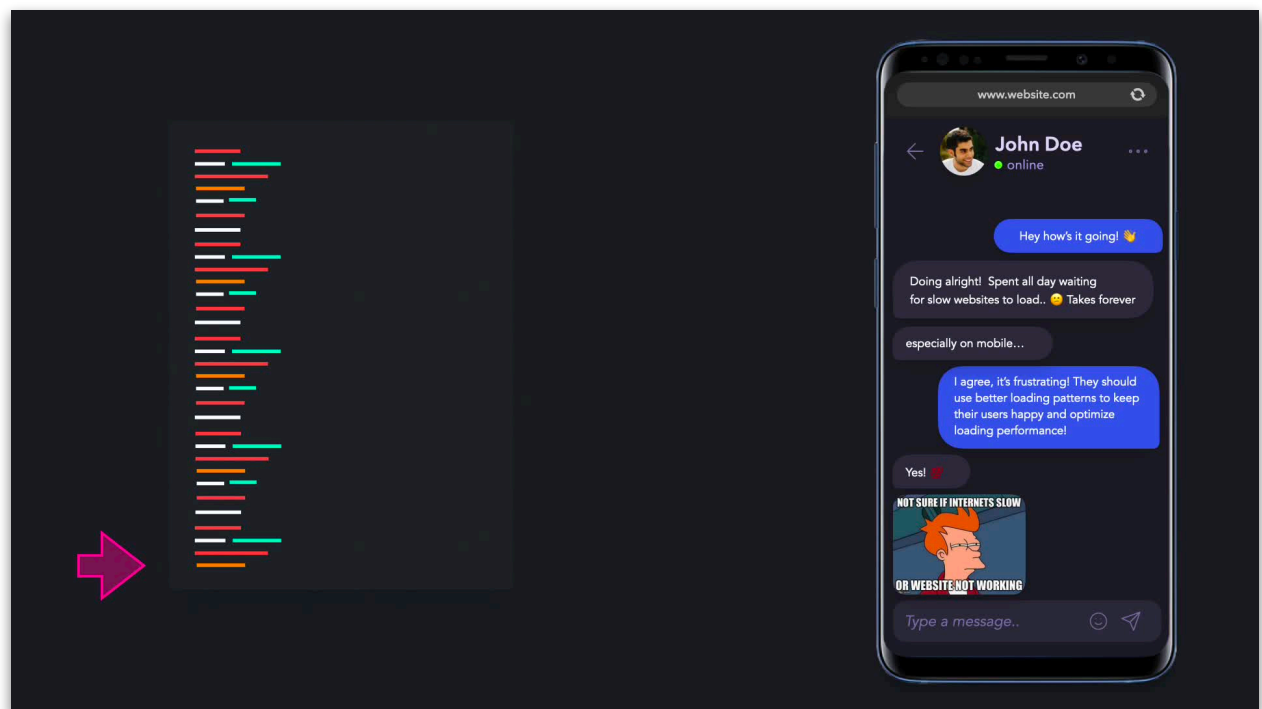 www.website.com
John Doe
online
Hey how's it going! 👋
Doing alright! Spent all day waiting
for slow websites to load.. 🙁 Takes forever
especially on mobile…
I agree, it's frustrating! They should
use better loading patterns to keep
their users happy and optimize
loading performance!
Yes! 💯
NOT SURE IF INTERNETS SLOW
OR WEBSITE NOT WORKING
Type a message..